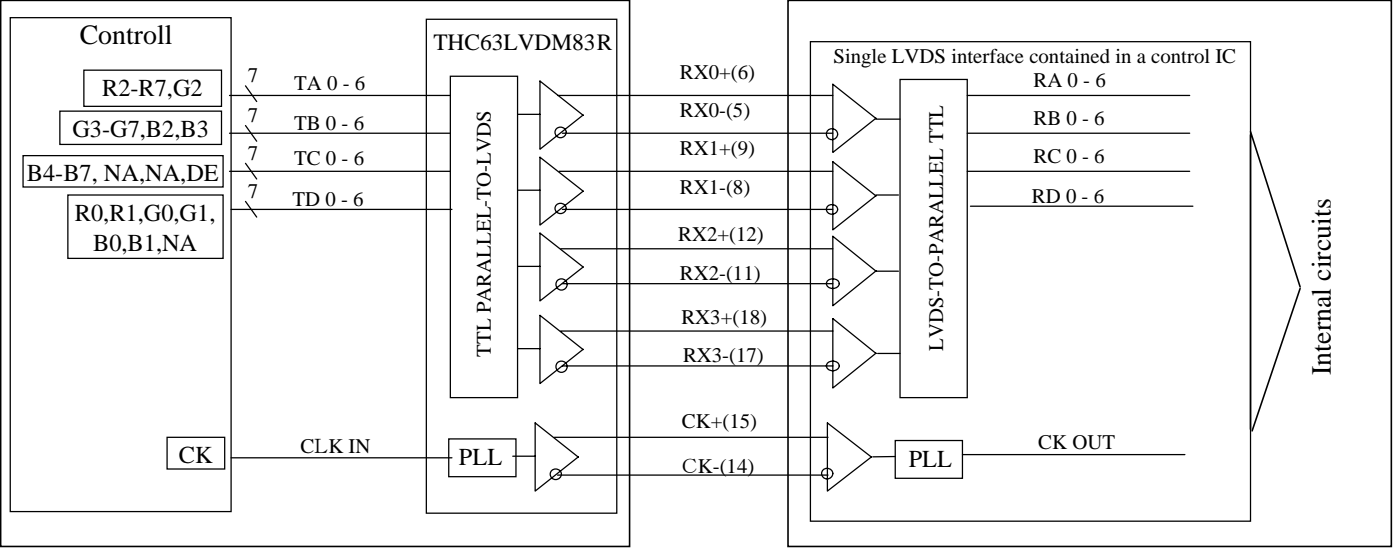 Controll
THC63LVDM83R
Single LVDS interface contained in a control IC
R2-R7,G2
7
TA 0 - 6
RX0+(6)
RA 0 - 6
RX0-(5)
G3-G7,B2,B3
7
TB 0 - 6
RB 0 - 6
RX1+(9)
B4-B7, NA,NA,DE
7
TC 0 - 6
RC 0 - 6
RX1-(8)
R0,R1,G0,G1,
B0,B1,NA
7
TD 0 - 6
RD 0 - 6
TTL PARALLEL-TO-LVDS
LVDS-TO-PARALLEL TTL
RX2+(12)
RX2-(11)
RX3+(18)
RX3-(17)
Internal circuits
CK
CLK IN
PLL
CK+(15)
CK-(14)
PLL
CK OUT